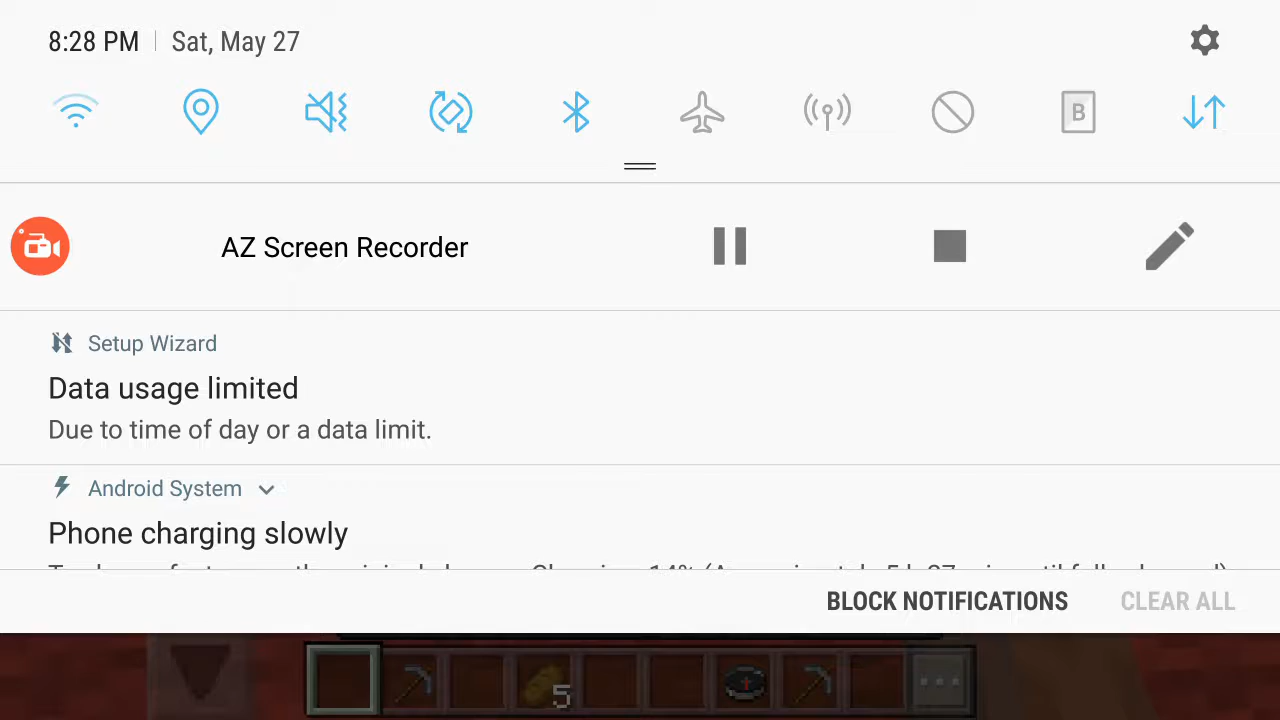 8:28 PM Sat, May 27
B
AZ Screen Recorder
Setup Wizard
Data usage limited
Due to time of day or a data limit.
Android System
Phone charging slowly
BLOCK NOTIFICATIONS CLEAR ALL
5